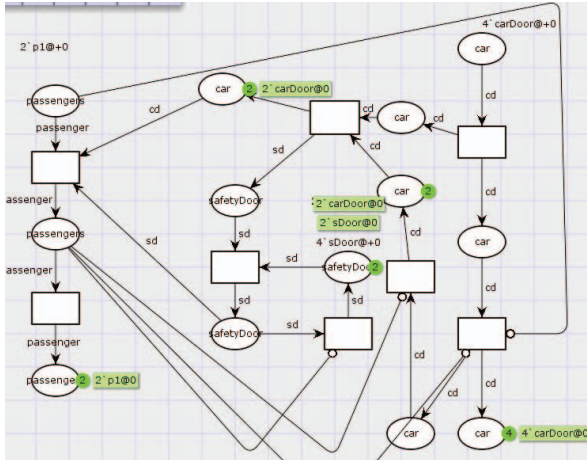 4`carDoor@+0
2`p1@+0
car
car
2
2`carDoor@0
passengers
cd
passenger
cd
cd
car
cd
sd
cd
cd
car
2
assenger
safetyDoor
2`carDoor@0
2`sDoor@0
passengers
sd
4`sDoor@+0
cd
car
assenger
sd
safetyDoo
2
sd
sd
cd
safetyDoor
sd
passenger
cd
cd
cd
passenge
2
2`p1@0
car
car
4
4`carDoor@0